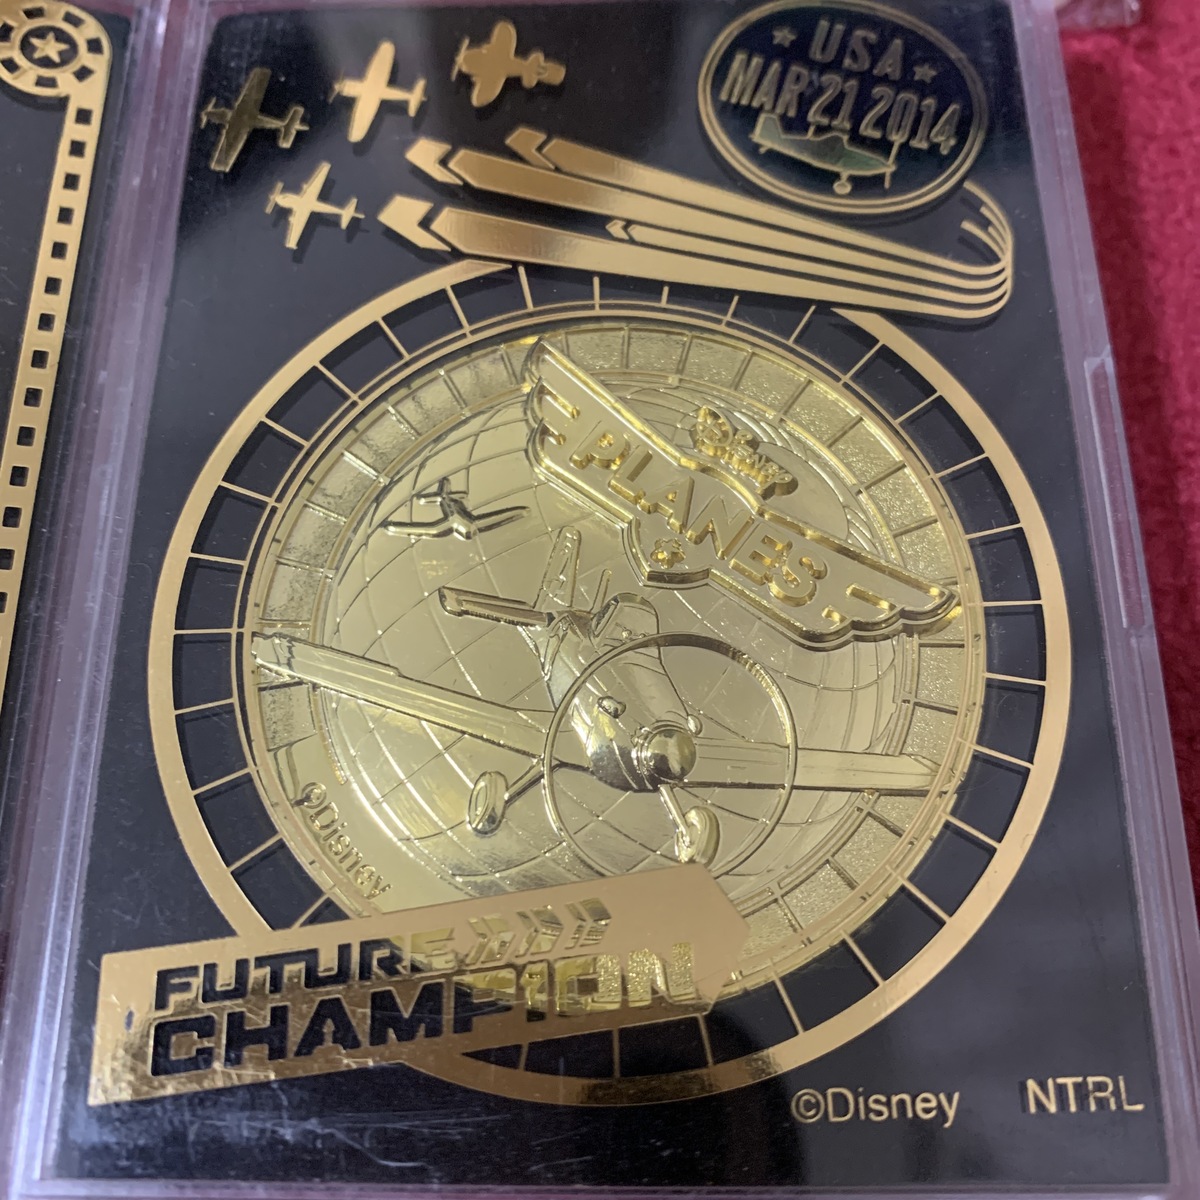 USA
MAR'21 2014
Disney
PLANES
©Disney
FUTURE
CHAMPION
©Disney NTRL